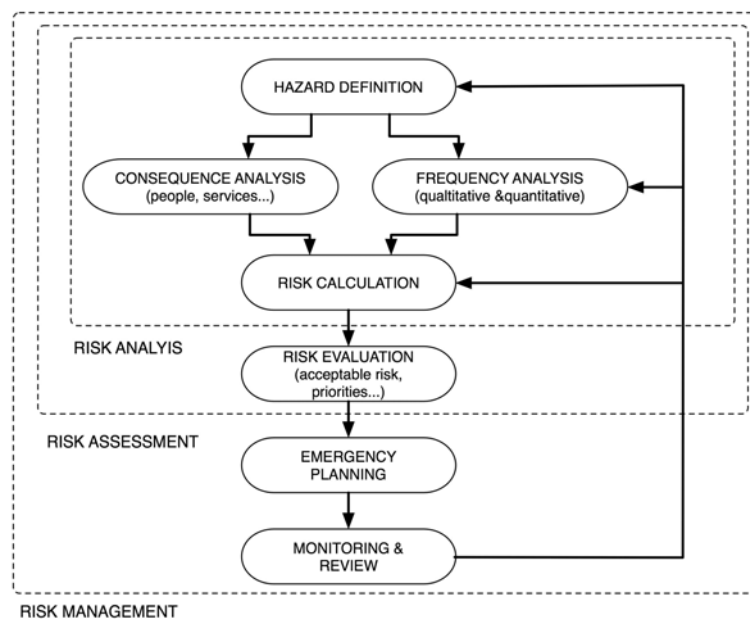 HAZARD DEFINITION
CONSEQUENCE ANALYSIS
(people, services...)
FREQUENCY ANALYSIS
(qualtitative &quantitative)
RISK CALCULATION
RISK ANALYIS
RISK EVALUATION
(acceptable risk,
priorities...)
RISK ASSESSMENT
EMERGENCY
PLANNING
MONITORING &
REVIEW
RISK MANAGEMENT